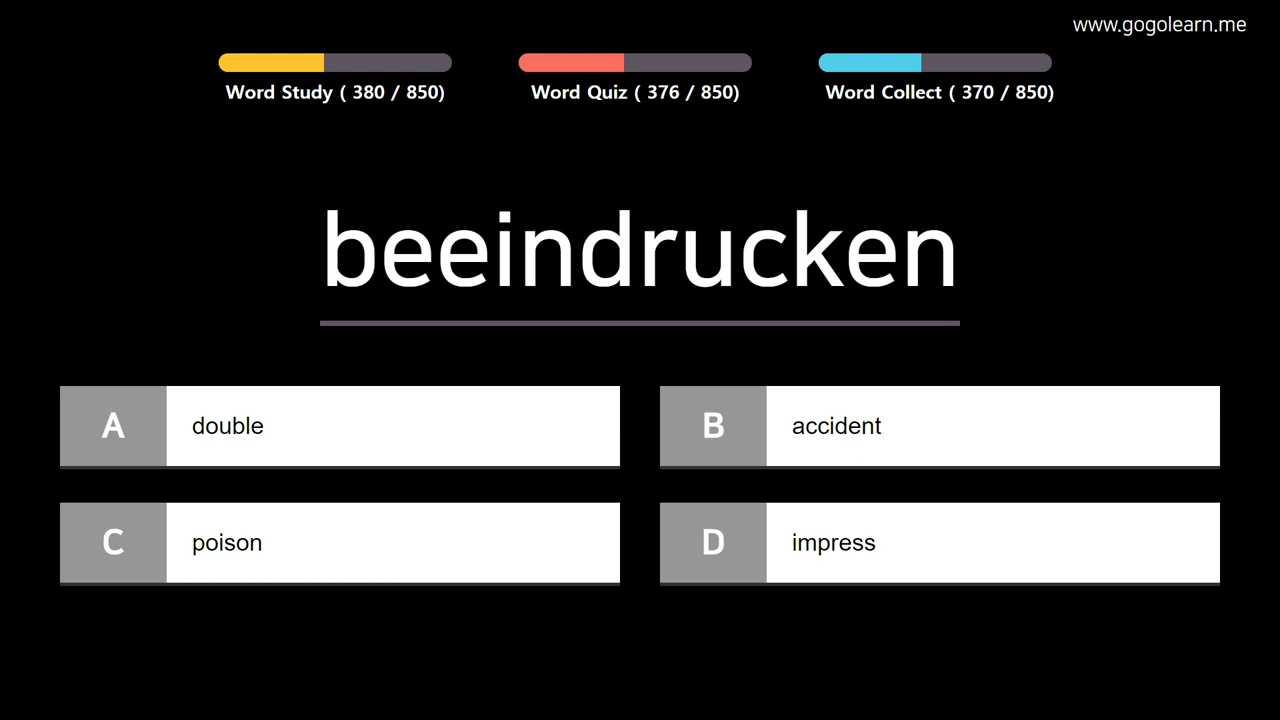 www.gogolearn.me
Word Study ( 380 / 850)
Word Quiz ( 376 / 850)
Word Collect ( 370 / 850)
beeindrucken
A double
B accident
C poison
D impress